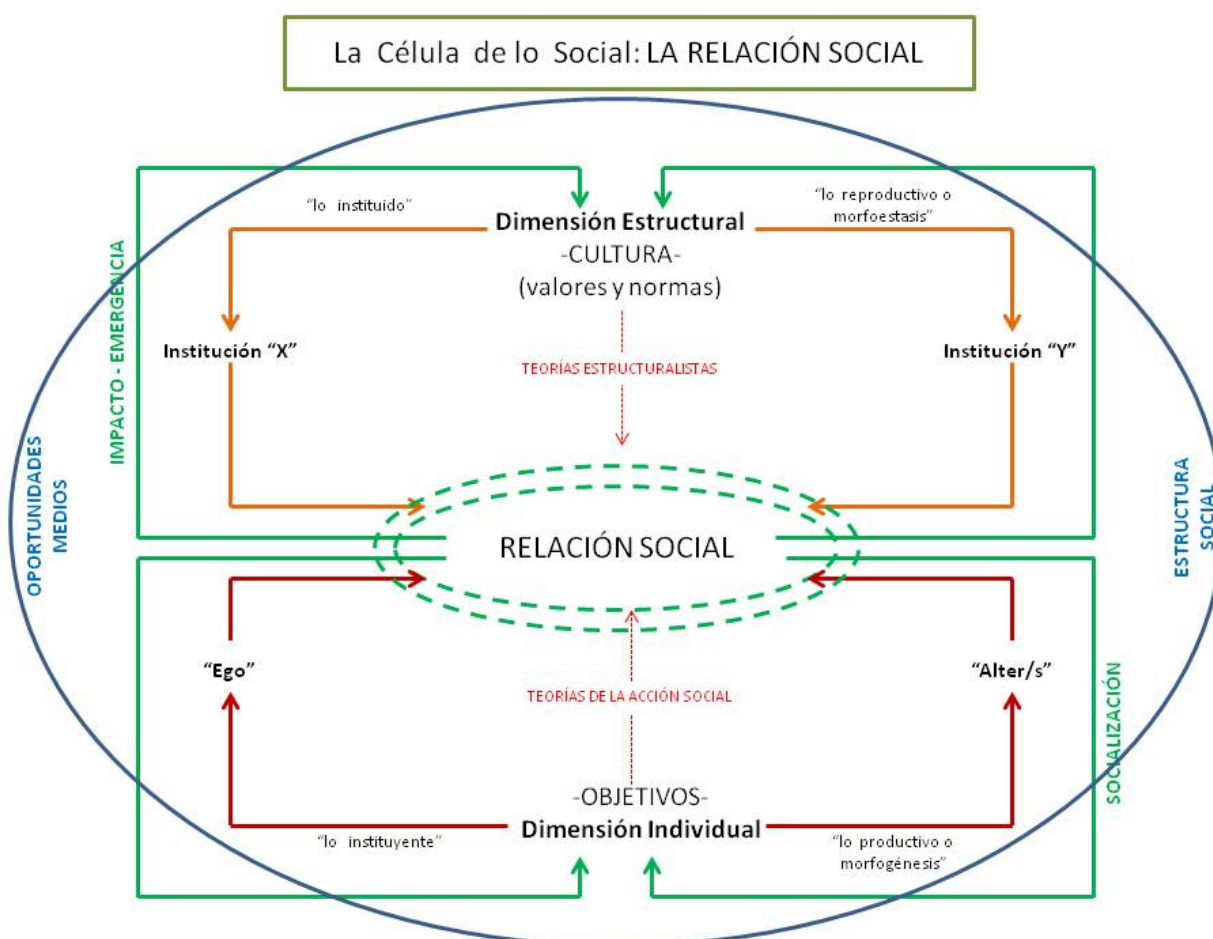 La Célula de lo Social: LA RELACIÓN SOCIAL
"lo instituído"
"lo reproductivo o
morfoestasis"
Dimensión Estructural
-CULTURA-
(valores y normas)
IMPACTO - EMERGENCIA
Institución "X"
Institución "Y"
TEORÍAS ESTRUCTURALISTAS
OPORTUNIDADES
MEDIOS
ESTRUCTURA
SOCIAL
RELACIÓN SOCIAL
"Ego"
"Alter/s"
TEORÍAS DE LA ACCIÓN SOCIAL
SOCIALIZACIÓN
-OBJETIVOS-
Dimensión Individual
"lo instituyente"
"lo productivo o
morfogénesis"